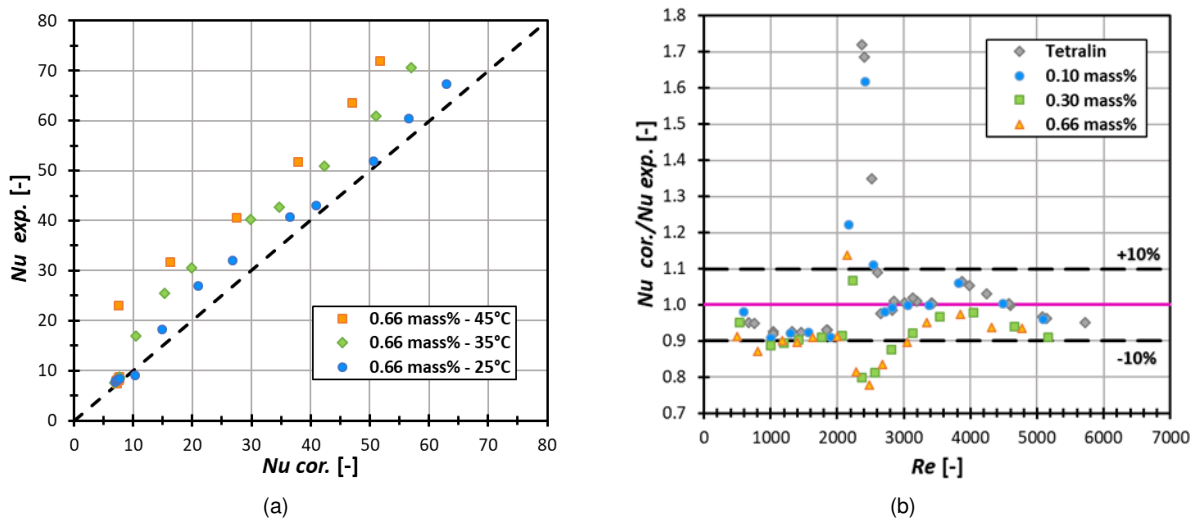 80
70
60
50
40
30
20
10
0
Nu exp. [-]
0.66 mass% - 45°C
0.66 mass% - 35°C
0.66 mass% - 25°C
0 10 20 30 40 50 60 70 80
Nu cor. [-]
(a)
1.8
1.7
1.6
1.5
1.4
1.3
1.2
1.1
1.0
0.9
0.8
0.7
Nu cor./Nu exp. [-]
Tetralin
0.10 mass%
0.30 mass%
0.66 mass%
+10%
-10%
0 1000 2000 3000 4000 5000 6000 7000
Re [-]
(b)